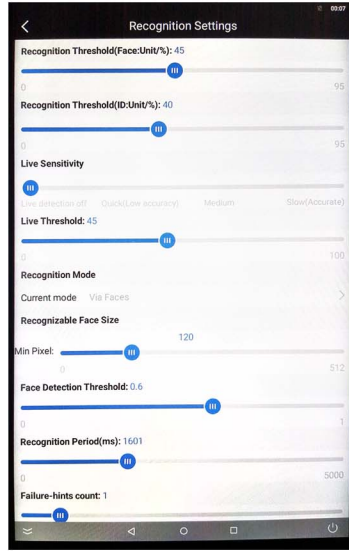 00:07
Recognition Settings
Recognition Threshold(Face:Unit/%): 45
0 95
Recognition Threshold(ID:Unit/%): 40
0 95
Live Sensitivity
Live detection off Quick(Low accuracy) Medium Slow(Accurate)
Live Threshold: 45
0 100
Recognition Mode
Current mode Via Faces
Recognizable Face Size
120
Min Pixel:
0 512
Face Detection Threshold: 0.6
0 1
Recognition Period(ms): 1601
0 5000
Failure-hints count: 1